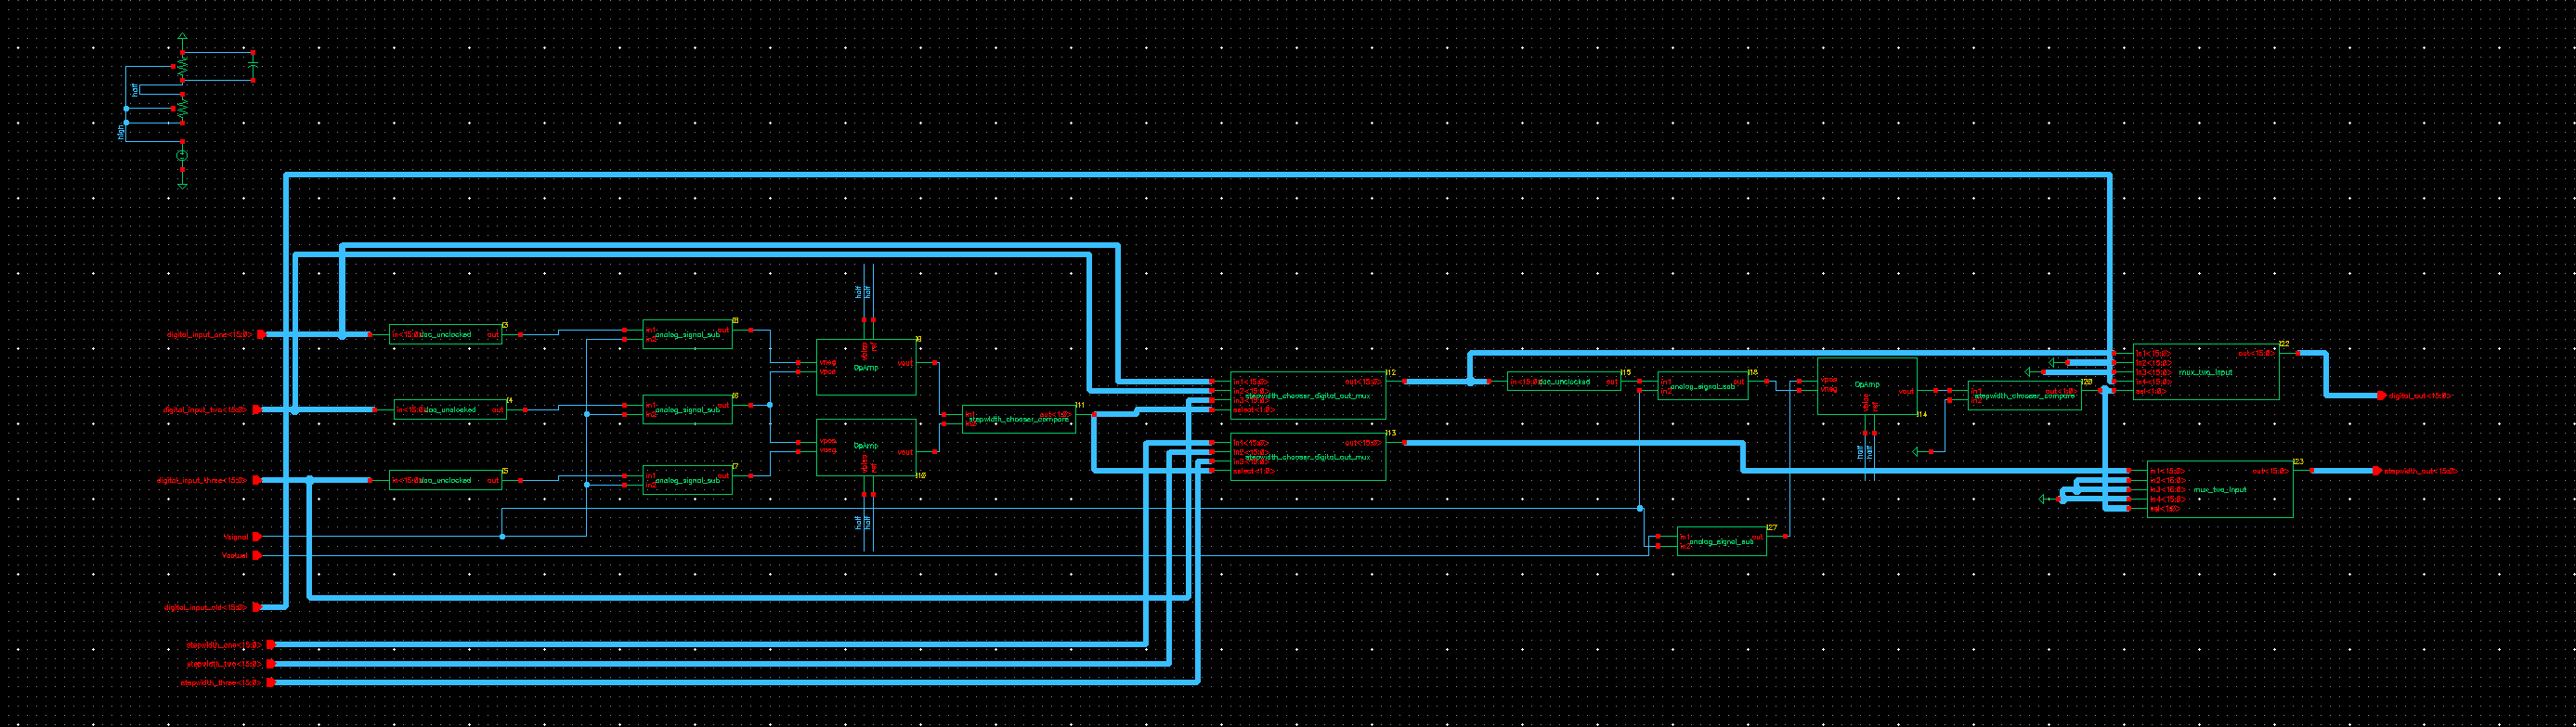 half
high
half
half
digital_input_one<15:0>
in<15:0>
dac_unclocked
out
I3
in1
in2
analog_signal_sub
out
vpos
vneg
OpAmp
vout
vbias
ref
I9
digital_input_two<15:0>
in<15:0>
dac_unclocked
out
I4
in1
in2
analog_signal_sub
out
I6
vpos
vneg
OpAmp
vout
vbias
ref
I10
digital_input_three<15:0>
in<15:0>
dac_unclocked
out
I5
in1
in2
analog_signal_sub
out
I7
half
half
in1
in2
stepwidth_chooser_compare
out<1:0>
I11
in1<15:0>
in2<15:0>
in3<15:0>
select<1:0>
stepwidth_chooser_digital_out_mux
out<15:0>
I12
in1<15:0>
in2<15:0>
in3<15:0>
select<1:0>
stepwidth_chooser_digital_out_mux
out<15:0>
I13
in<15:0>
dac_unclocked
out
I15
in1
in2
analog_signal_sub
out
I18
vpos
vneg
OpAmp
vout
vbias
ref
I14
half
half
in1
in2
stepwidth_chooser_compare
out<1:0>
I20
in1<15:0>
in2<15:0>
in3<15:0>
in4<15:0>
sel<1:0>
mux_two_input
out<15:0>
I22
digital_out<15:0>
in1<15:0>
in2<15:0>
in3<15:0>
in4<15:0>
sel<1:0>
mux_two_input
out<15:0>
I23
stepwidth_out<15:0>
Vsignal
Vactual
in1
in2
analog_signal_sub
out
I27
digital_input_old<15:0>
stepwidth_one<15:0>
stepwidth_two<15:0>
stepwidth_three<15:0>